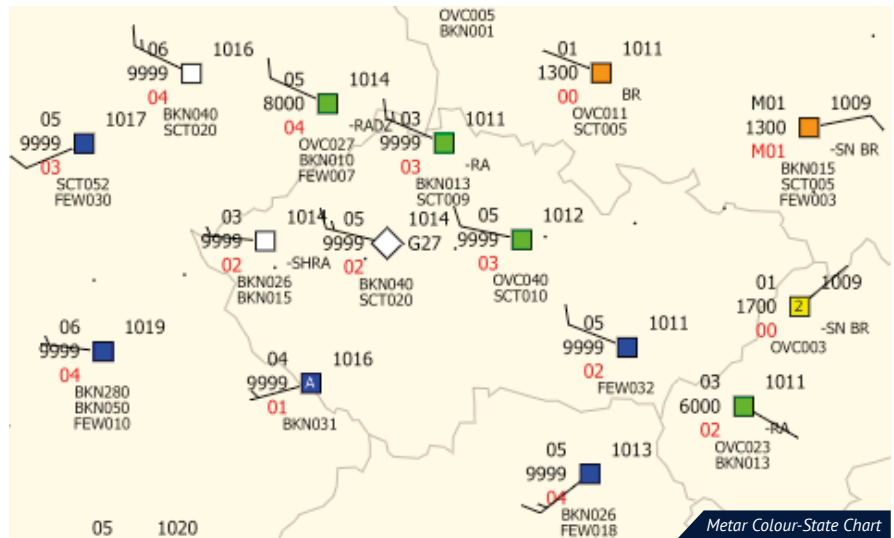 OVC005
BKN001
06 1016
9999
04
BKN040
SCT020
05 1014
8000
04 -RADZ
OVC027
BKN010
FEW007
01 1011
1300
00 BR
OVC011
SCT005
05 1017
9999
03
SCT052
FEW030
03 1011
9999
03 -RA
BKN013
SCT009
M01 1009
1300
M01 -SN BR
BKN015
SCT005
FEW003
03 1014
9999
02 -SHRA
BKN026
BKN015
05 1014
9999 G27
02
BKN040
SCT020
05 1012
9999
03
OVC040
SCT010
01 1009
1700 2
00 -SN BR
OVC003
06 1019
9999
04
BKN280
BKN050
FEW010
04 1016
9999 A
01
BKN031
05 1011
9999
02
FEW032
03 1011
6000
02 -RA
OVC023
BKN013
05 1013
9999
04
BKN026
FEW018
05 1020
Metar Colour-State Chart